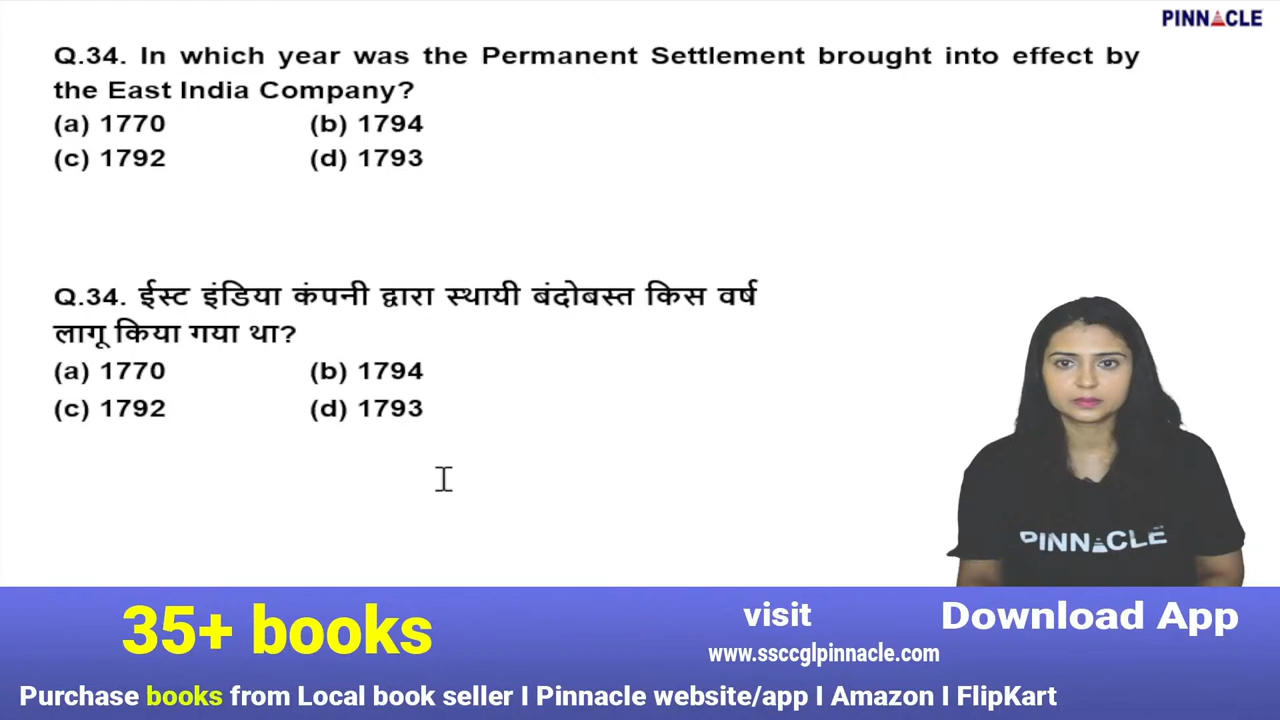 PINNACLE
Q.34. In which year was the Permanent Settlement brought into effect by
the East India Company?
(a) 1770 (b) 1794
(c) 1792 (d) 1793
Q.34. ईस्ट इंडिया कंपनी द्वारा स्थायी बंदोबस्त किस वर्ष
लागू किया गया था?
(a) 1770 (b) 1794
(c) 1792 (d) 1793
PINNACLE
35+ books
visit
www.ssccglpinnacle.com
Download App
Purchase books from Local book seller I Pinnacle website/app I Amazon I FlipKart